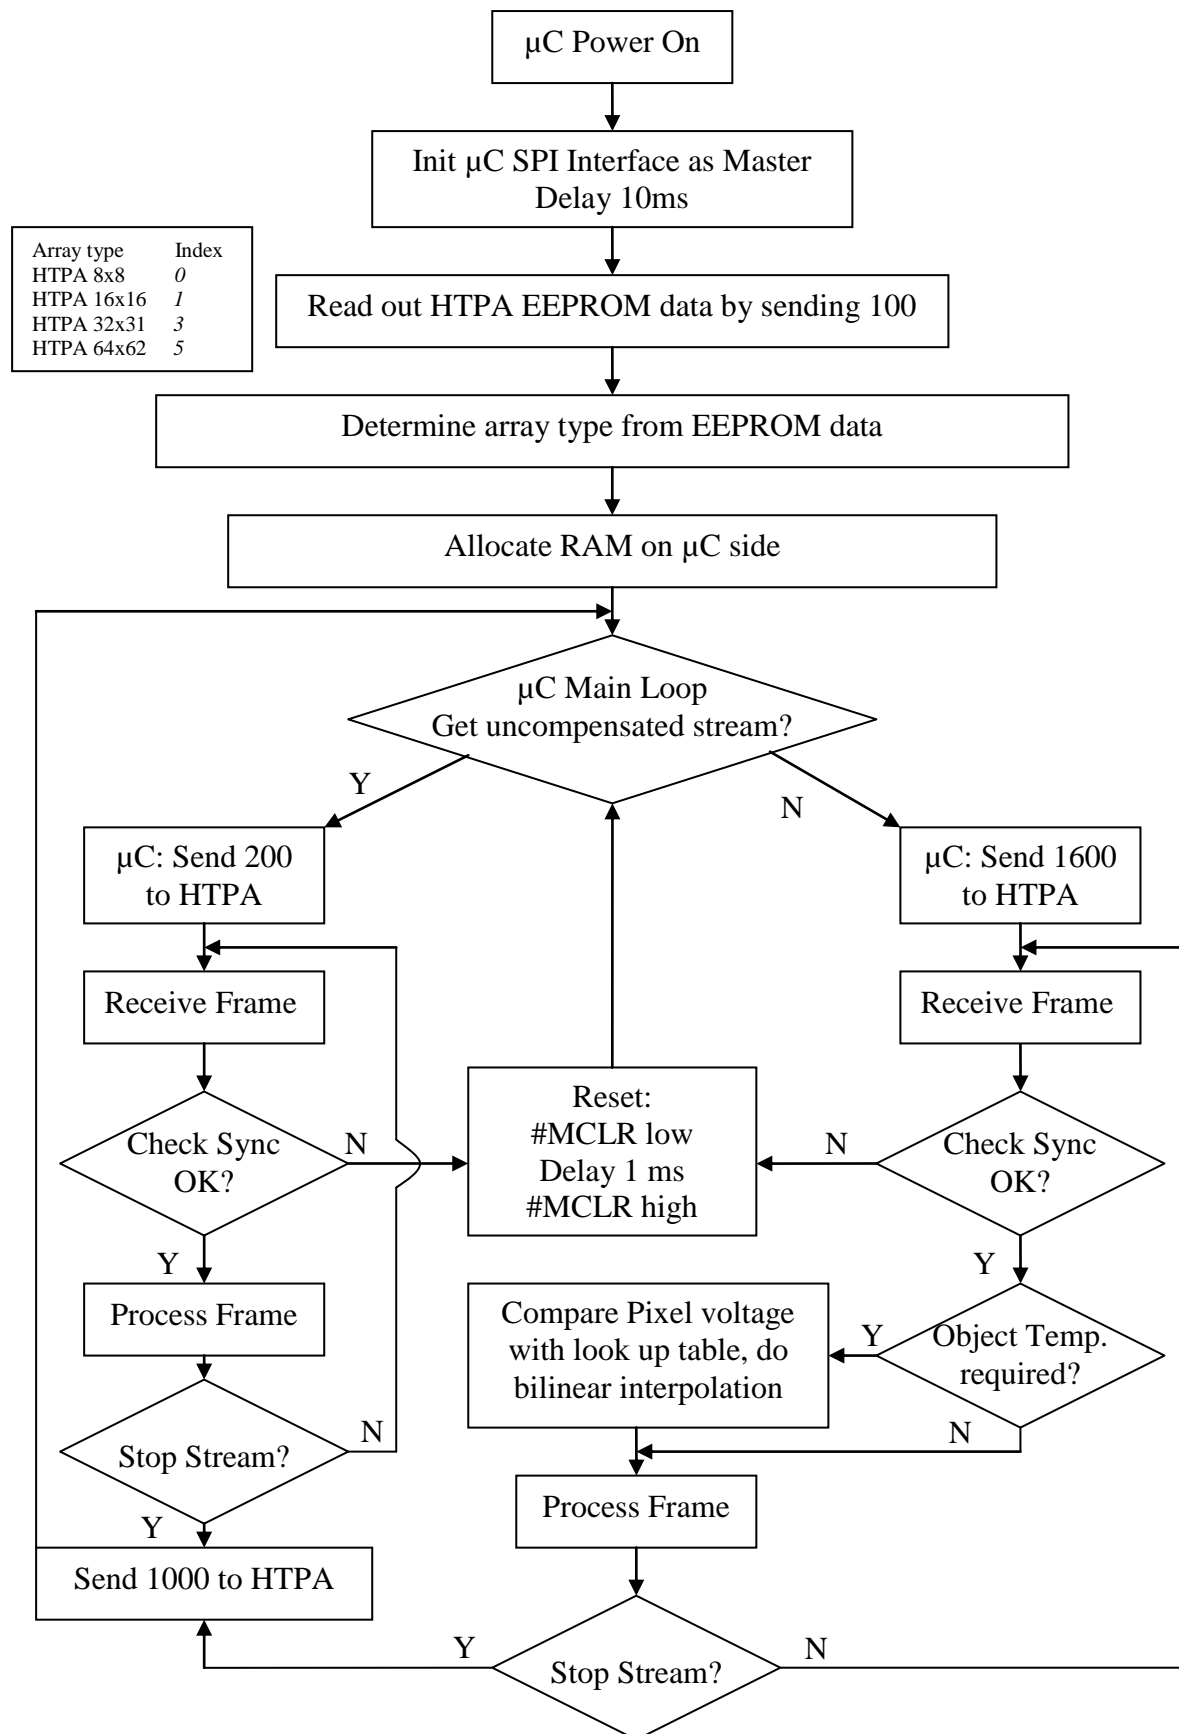 µC Power On
Init µC SPI Interface as Master
Delay 10ms
Array type Index
HTPA 8x8 0
HTPA 16x16 1
HTPA 32x31 3
HTPA 64x62 5
Read out HTPA EEPROM data by sending 100
Determine array type from EEPROM data
Allocate RAM on µC side
µC Main Loop
Get uncompensated stream?
Y
N
µC: Send 200
to HTPA
µC: Send 1600
to HTPA
Receive Frame
Receive Frame
Check Sync
OK?
N
Reset:
#MCLR low
Delay 1 ms
#MCLR high
N
Check Sync
OK?
Y
Y
Process Frame
Compare Pixel voltage
with look up table, do
bilinear interpolation
Y
Object Temp.
required?
N
N
Stop Stream?
Process Frame
Y
Send 1000 to HTPA
Y
N
Stop Stream?